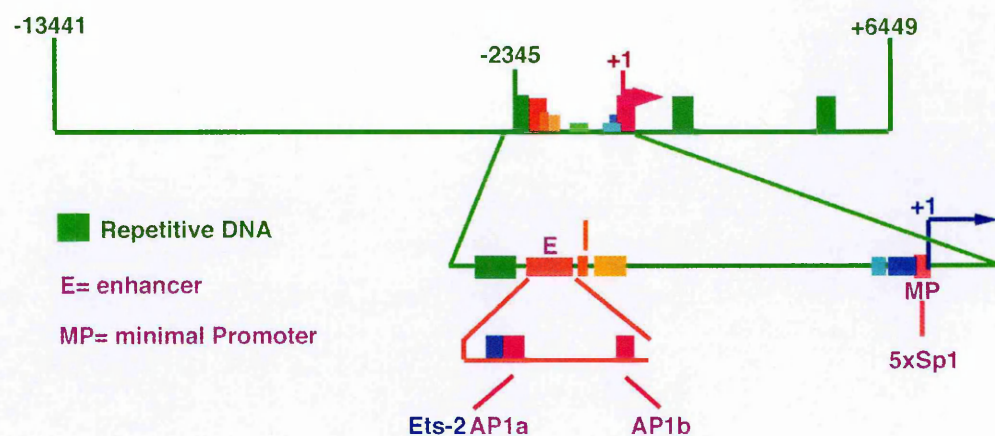 -13441
-2345
+1
+6449
Repetitive DNA
E= enhancer
MP= minimal Promoter
E
+1
MP
5xSp1
Ets-2 AP1a
AP1b